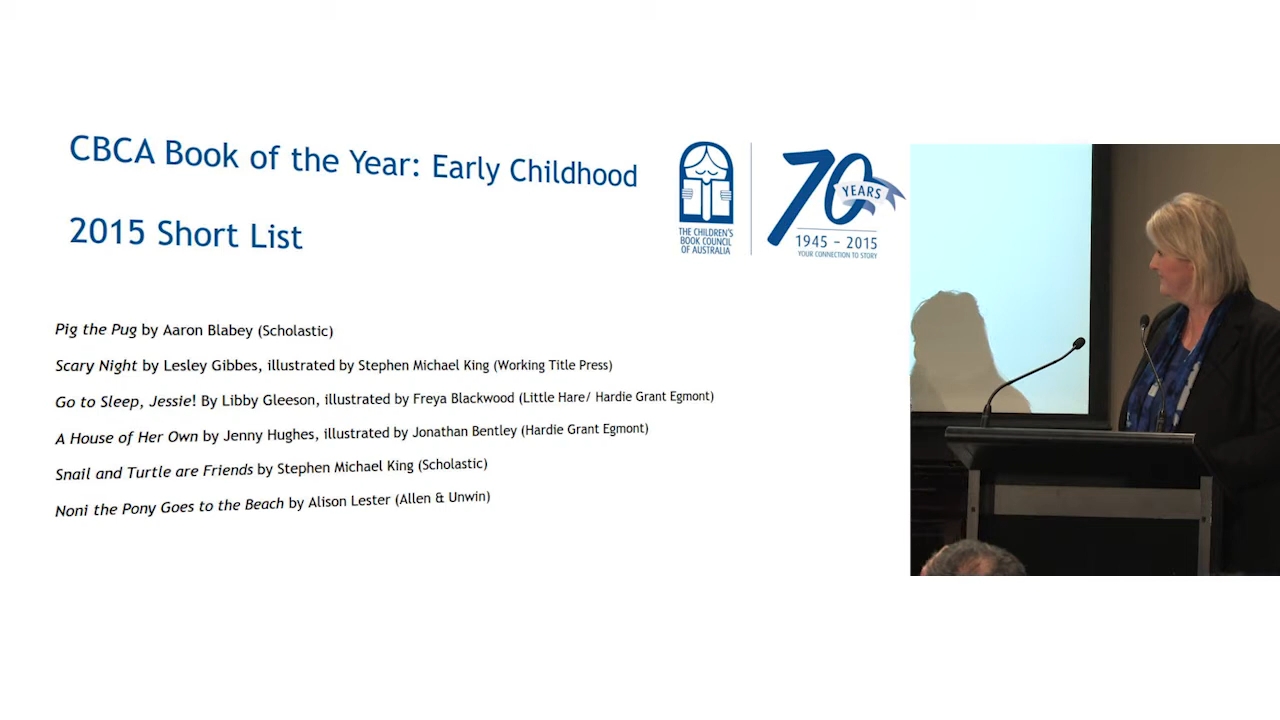 CBCA Book of the Year: Early Childhood
2015 Short List
THE CHILDREN'S
BOOK COUNCIL
OF AUSTRALIA
70
YEARS
1945 – 2015
YOUR CONNECTION TO STORY
Pig the Pug by Aaron Blabey (Scholastic)
Scary Night by Lesley Gibbes, illustrated by Stephen Michael King (Working Title Press)
Go to Sleep, Jessie! By Libby Gleeson, illustrated by Freya Blackwood (Little Hare/ Hardie Grant Egmont)
A House of Her Own by Jenny Hughes, illustrated by Jonathan Bentley (Hardie Grant Egmont)
Snail and Turtle are Friends by Stephen Michael King (Scholastic)
Noni the Pony Goes to the Beach by Alison Lester (Allen & Unwin)